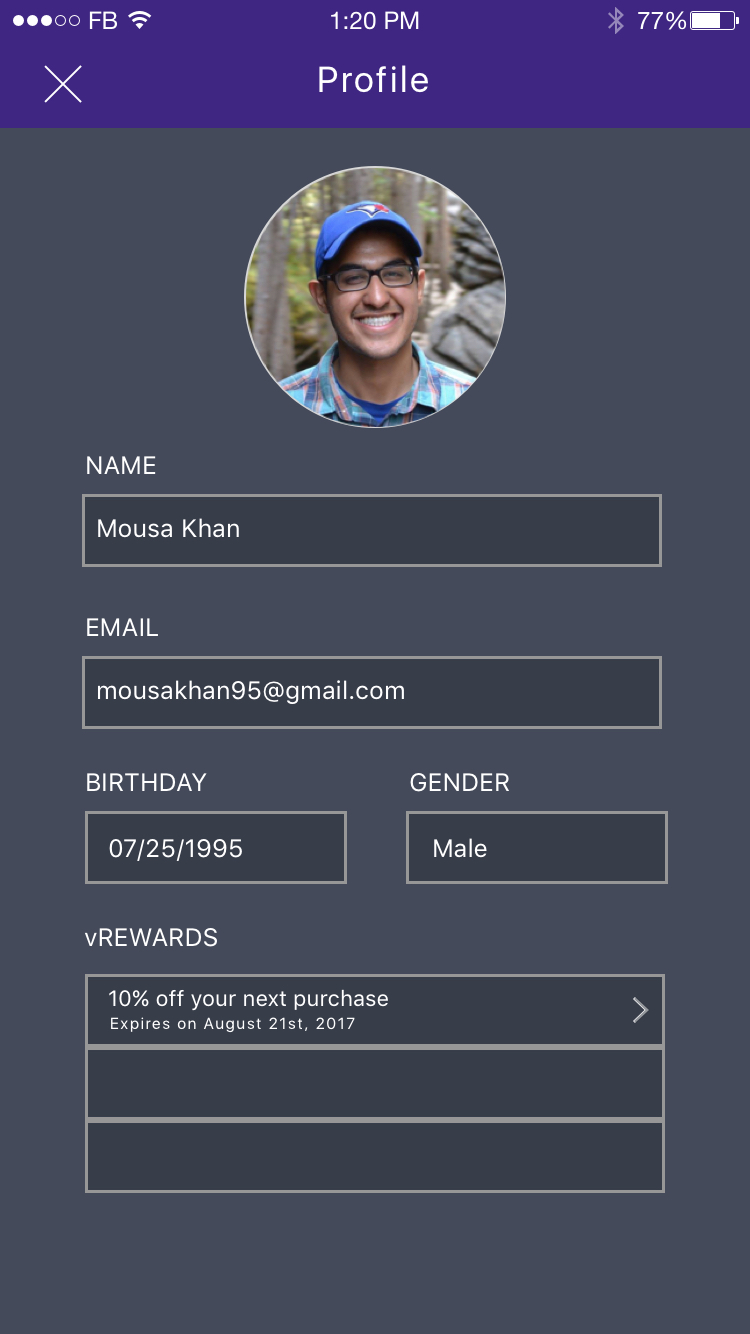 FB 1:20 PM 77%
Profile
NAME
Mousa Khan
EMAIL
mousakhan95@gmail.com
BIRTHDAY GENDER
07/25/1995 Male
vREWARDS
10% off your next purchase
Expires on August 21st, 2017